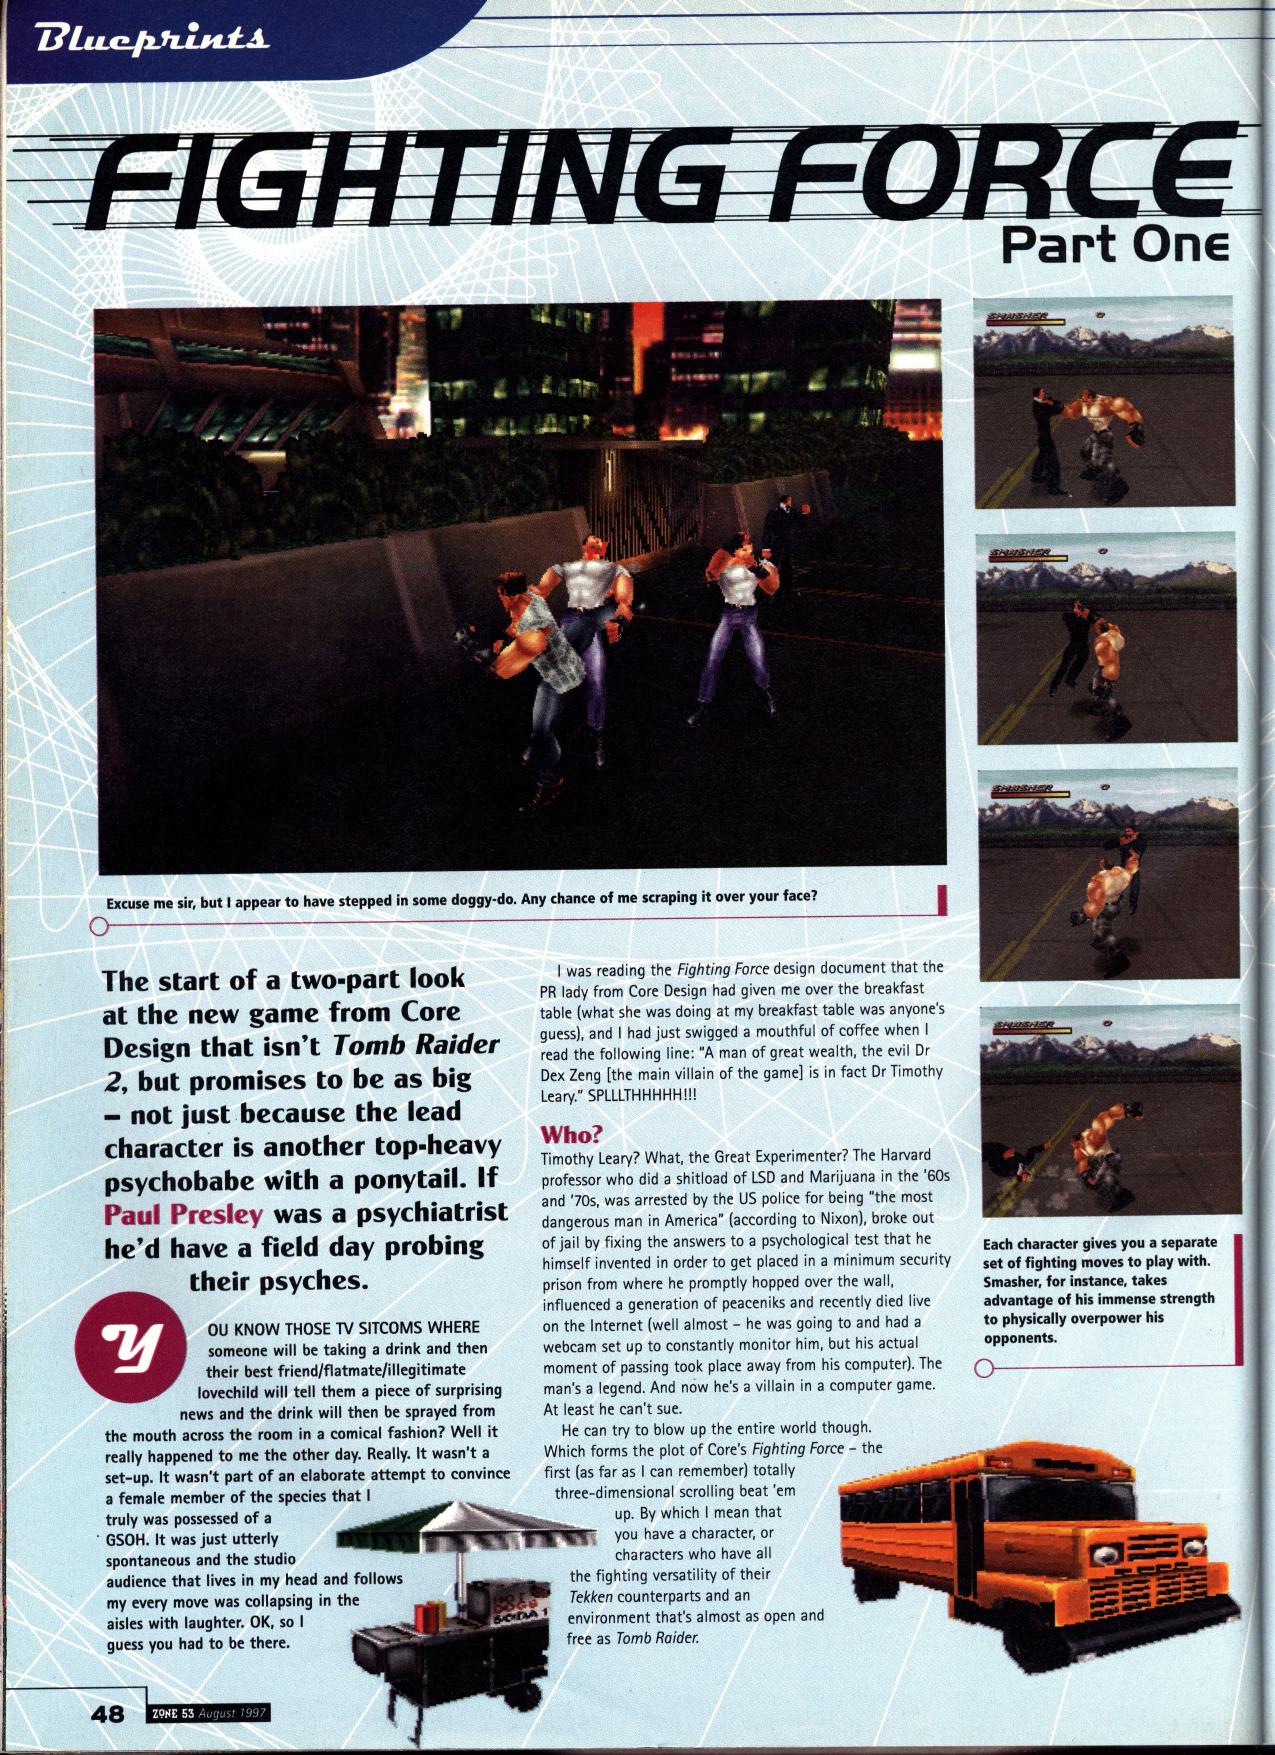 Blueprints
FIGHTING FORCE
Part One
SMASHER
SMASHER
SMASHER
SMASHER
Excuse me sir, but I appear to have stepped in some doggy-do. Any chance of me scraping it over your face?
The start of a two-part look
at the new game from Core
Design that isn't Tomb Raider
2, but promises to be as big
– not just because the lead
character is another top-heavy
psychobabe with a ponytail. If
Paul Presley was a psychiatrist
he'd have a field day probing
their psyches.
YOU KNOW THOSE TV SITCOMS WHERE
someone will be taking a drink and then
their best friend/flatmate/illegitimate
lovechild will tell them a piece of surprising
news and the drink will then be sprayed from
the mouth across the room in a comical fashion? Well it
really happened to me the other day. Really. It wasn't a
set-up. It wasn't part of an elaborate attempt to convince
a female member of the species that I
truly was possessed of a
GSOH. It was just utterly
spontaneous and the studio
audience that lives in my head and follows
my every move was collapsing in the
aisles with laughter. OK, so I
guess you had to be there.
I was reading the Fighting Force design document that the
PR lady from Core Design had given me over the breakfast
table (what she was doing at my breakfast table was anyone's
guess), and I had just swigged a mouthful of coffee when I
read the following line: "A man of great wealth, the evil Dr
Dex Zeng [the main villain of the game] is in fact Dr Timothy
Leary." SPLLLTHHHHH!!!
Who?
Timothy Leary? What, the Great Experimenter? The Harvard
professor who did a shitload of LSD and Marijuana in the '60s
and '70s, was arrested by the US police for being "the most
dangerous man in America" (according to Nixon), broke out
of jail by fixing the answers to a psychological test that he
himself invented in order to get placed in a minimum security
prison from where he promptly hopped over the wall,
influenced a generation of peaceniks and recently died live
on the Internet (well almost – he was going to and had a
webcam set up to constantly monitor him, but his actual
moment of passing took place away from his computer). The
man's a legend. And now he's a villain in a computer game.
At least he can't sue.
He can try to blow up the entire world though.
Which forms the plot of Core's Fighting Force – the
first (as far as I can remember) totally
three-dimensional scrolling beat 'em
up. By which I mean that
you have a character, or
characters who have all
the fighting versatility of their
Tekken counterparts and an
environment that's almost as open and
free as Tomb Raider.
Each character gives you a separate
set of fighting moves to play with.
Smasher, for instance, takes
advantage of his immense strength
to physically overpower his
opponents.
SODA 1
48 ZONE 53 August 1997